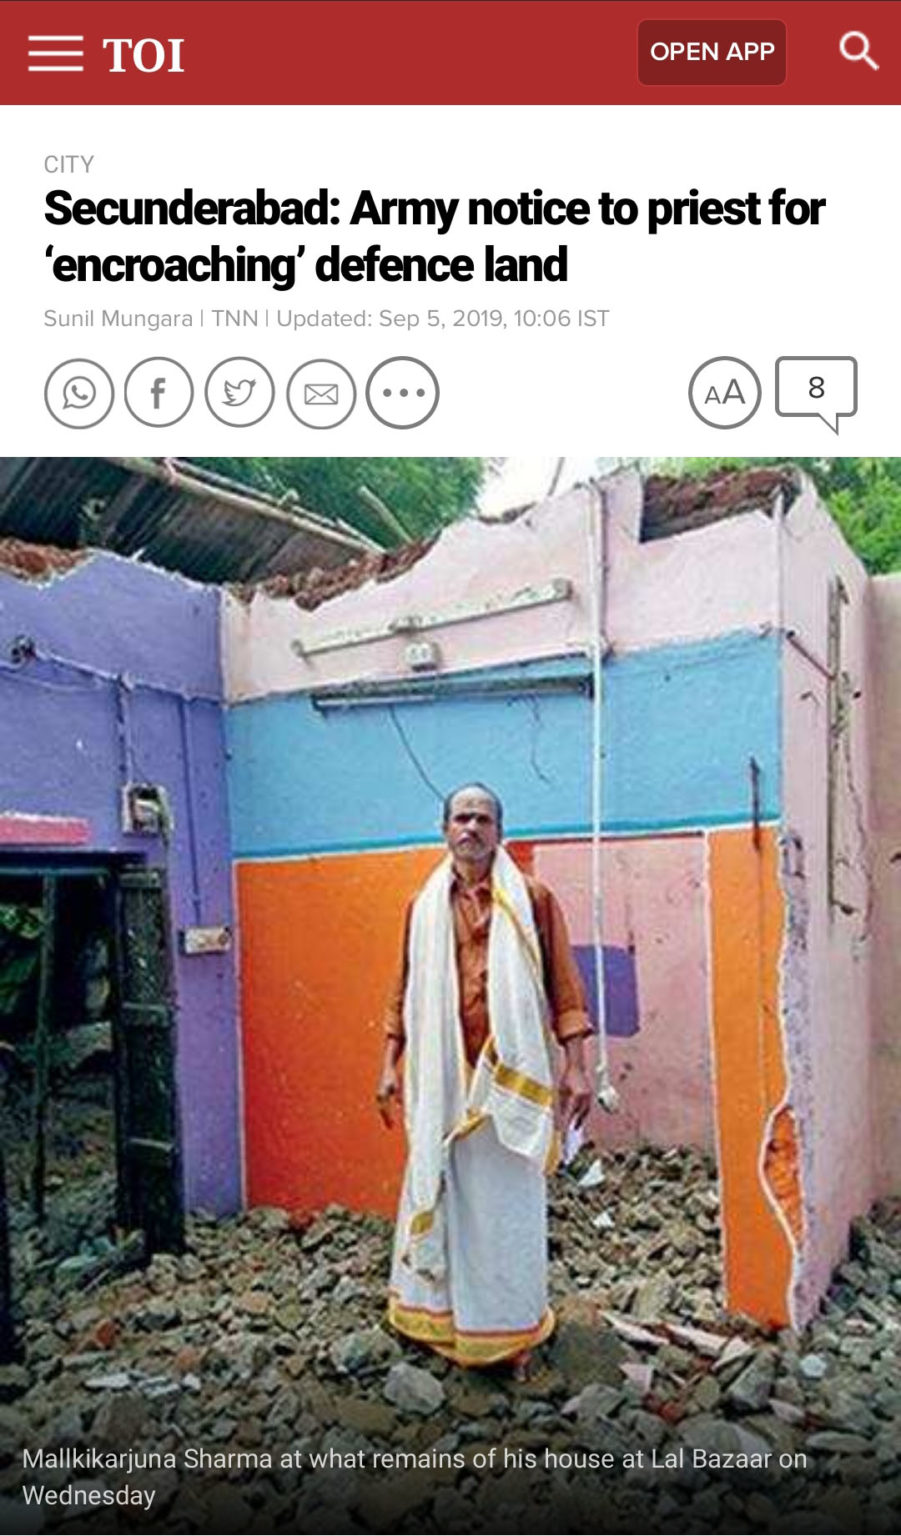 TOI
OPEN APP
CITY
Secunderabad: Army notice to priest for
‘encroaching’ defence land
Sunil Mungara | TNN | Updated: Sep 5, 2019, 10:06 IST
AA
8
Mallkikarjuna Sharma at what remains of his house at Lal Bazaar on
Wednesday